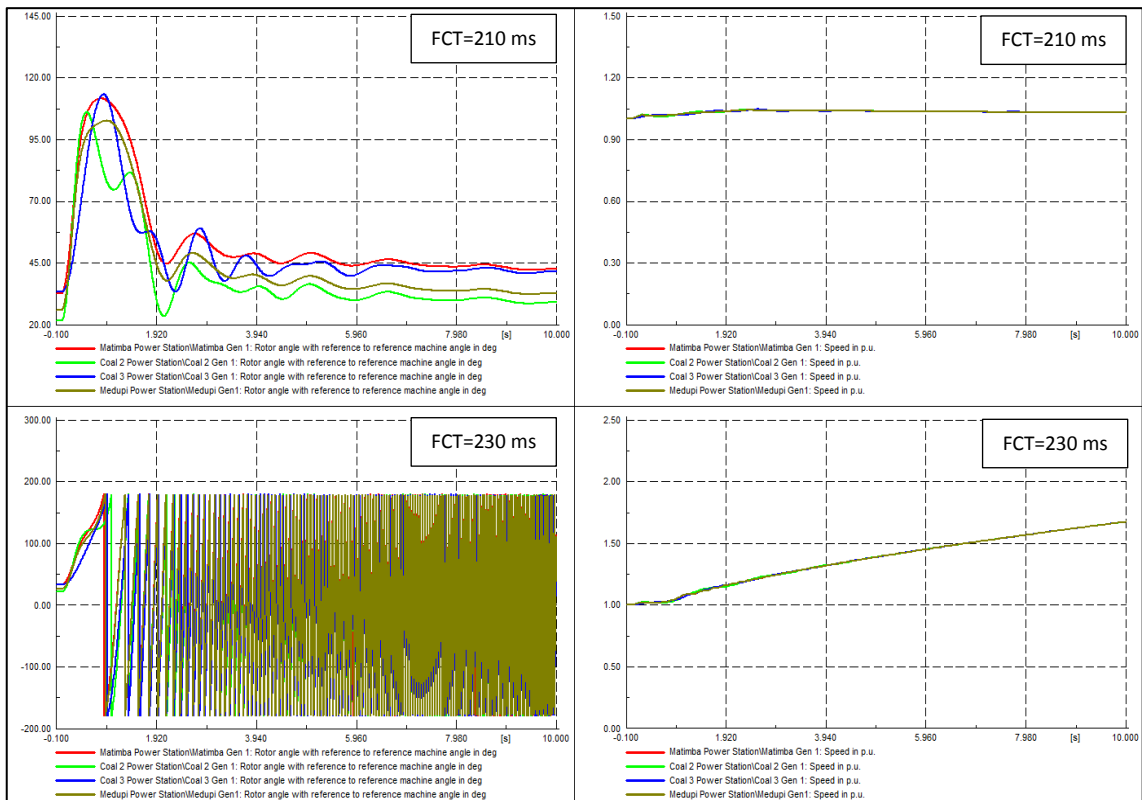 FCT=210 ms
145.00
120.00
95.00
70.00
45.00
20.00
-0.100 1.920 3.940 5.960 7.980 [s] 10.000
Matimba Power Station\Matimba Gen 1: Rotor angle with reference to reference machine angle in deg
Coal 2 Power Station\Coal 2 Gen 1: Rotor angle with reference to reference machine angle in deg
Coal 3 Power Station\Coal 3 Gen 1: Rotor angle with reference to reference machine angle in deg
Medupi Power Station\Medupi Gen1: Rotor angle with reference to reference machine angle in deg
FCT=210 ms
1.50
1.20
0.90
0.60
0.30
0.00
-0.100 1.920 3.940 5.960 7.980 [s] 10.000
Matimba Power Station\Matimba Gen 1: Speed in p.u.
Coal 2 Power Station\Coal 2 Gen 1: Speed in p.u.
Coal 3 Power Station\Coal 3 Gen 1: Speed in p.u.
Medupi Power Station\Medupi Gen1: Speed in p.u.
FCT=230 ms
300.00
200.00
100.00
0.00
-100.00
-200.00
-0.100 1.920 3.940 5.960 7.980 [s] 10.000
Matimba Power Station\Matimba Gen 1: Rotor angle with reference to reference machine angle in deg
Coal 2 Power Station\Coal 2 Gen 1: Rotor angle with reference to reference machine angle in deg
Coal 3 Power Station\Coal 3 Gen 1: Rotor angle with reference to reference machine angle in deg
Medupi Power Station\Medupi Gen1: Rotor angle with reference to reference machine angle in deg
FCT=230 ms
2.50
2.00
1.50
1.00
0.50
0.00
-0.100 1.920 3.940 5.960 7.980 [s] 10.000
Matimba Power Station\Matimba Gen 1: Speed in p.u.
Coal 2 Power Station\Coal 2 Gen 1: Speed in p.u.
Coal 3 Power Station\Coal 3 Gen 1: Speed in p.u.
Medupi Power Station\Medupi Gen1: Speed in p.u.